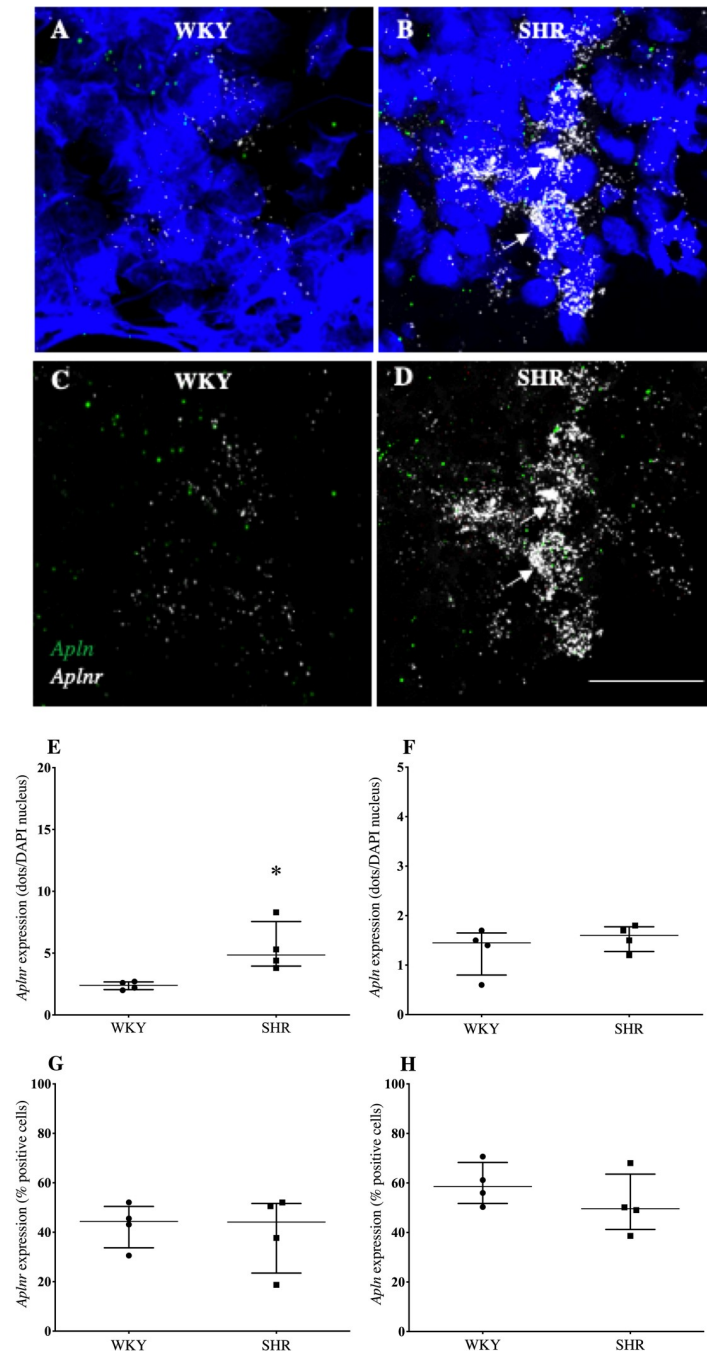 A WKY
B SHR
C WKY
D SHR
Apln
Aplnr
E
Aplnr expression (dots/DAPI nucleus)
20
15
10
5
0
*
WKY SHR
F
Apln expression (dots/DAPI nucleus)
5
4
3
2
1
0
WKY SHR
G
Aplnr expression (% positive cells)
100
80
60
40
20
0
WKY SHR
H
Apln expression (% positive cells)
100
80
60
40
20
0
WKY SHR